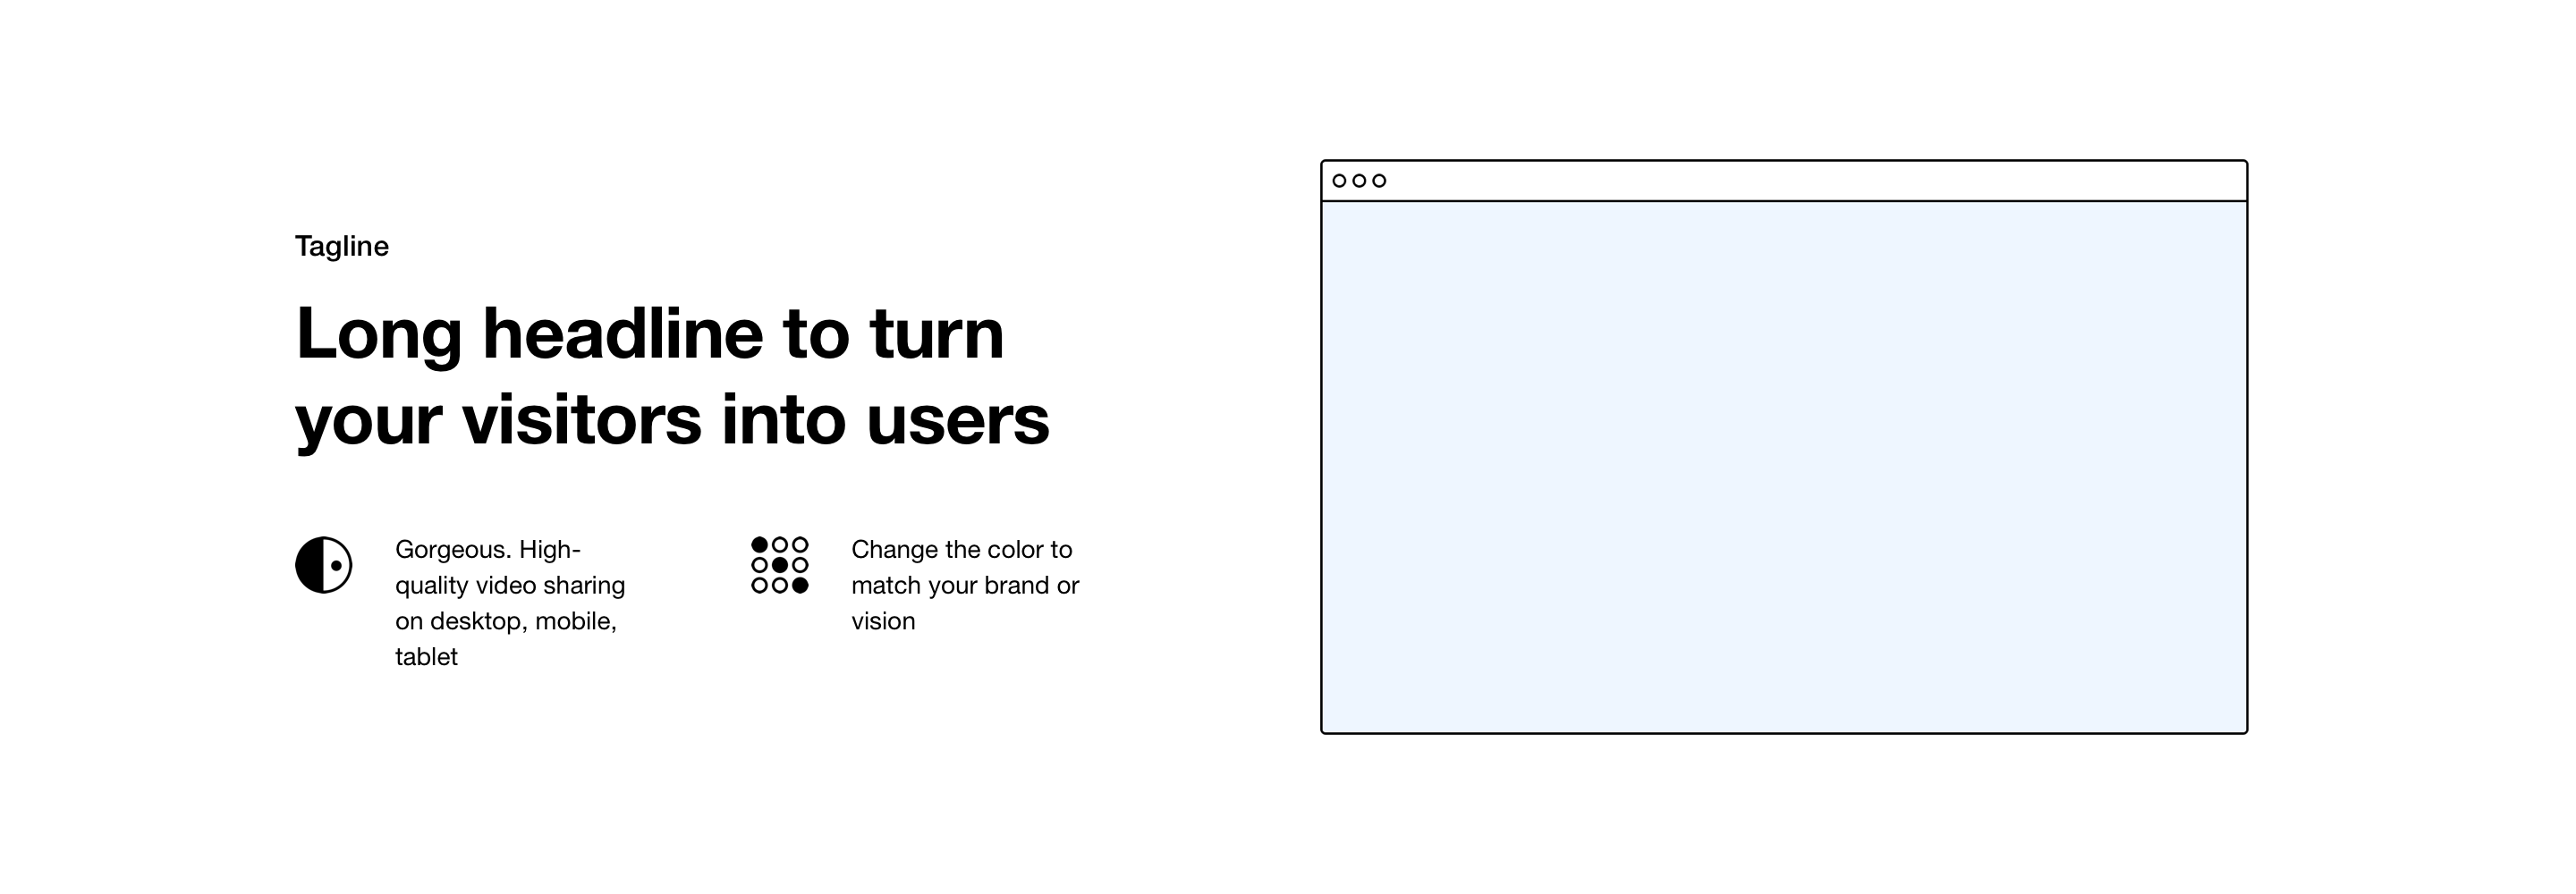 Tagline
Long headline to turn
your visitors into users
Gorgeous. High-
quality video sharing
on desktop, mobile,
tablet
Change the color to
match your brand or
vision